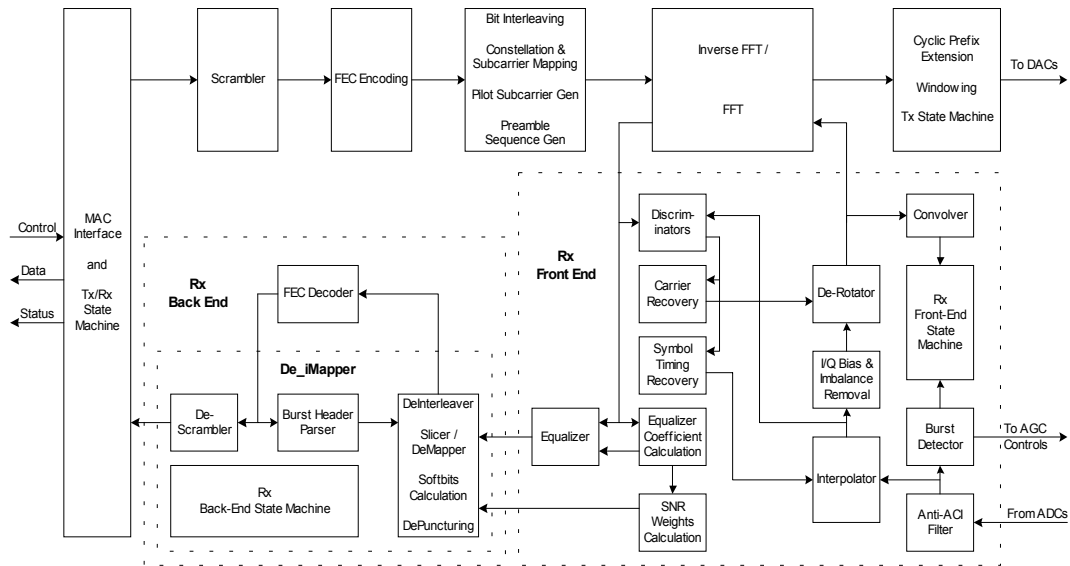 Scrambler
FEC Encoding
Bit Interleaving
Constellation &
Subcarrier Mapping
Pilot Subcarrier Gen
Preamble
Sequence Gen
Inverse FFT /
FFT
Cyclic Prefix
Extension
Windowing
Tx State Machine
To DACs
Control
Data
Status
MAC
Interface
and
Tx/Rx
State
Machine
Rx
Back End
FEC Decoder
De_iMapper
De-
Scrambler
Burst Header
Parser
Rx
Back-End State Machine
DeInterleaver
Slicer /
DeMapper
Softbits
Calculation
DePuncturing
Rx
Front End
Equalizer
Discrim-
inators
Carrier
Recovery
Symbol
Timing
Recovery
Equalizer
Coefficient
Calculation
SNR
Weights
Calculation
De-Rotator
I/Q Bias &
Imbalance
Removal
Interpolator
Convolver
Rx
Front-End
State
Machine
Burst
Detector
Anti-ACI
Filter
To AGC
Controls
From ADCs